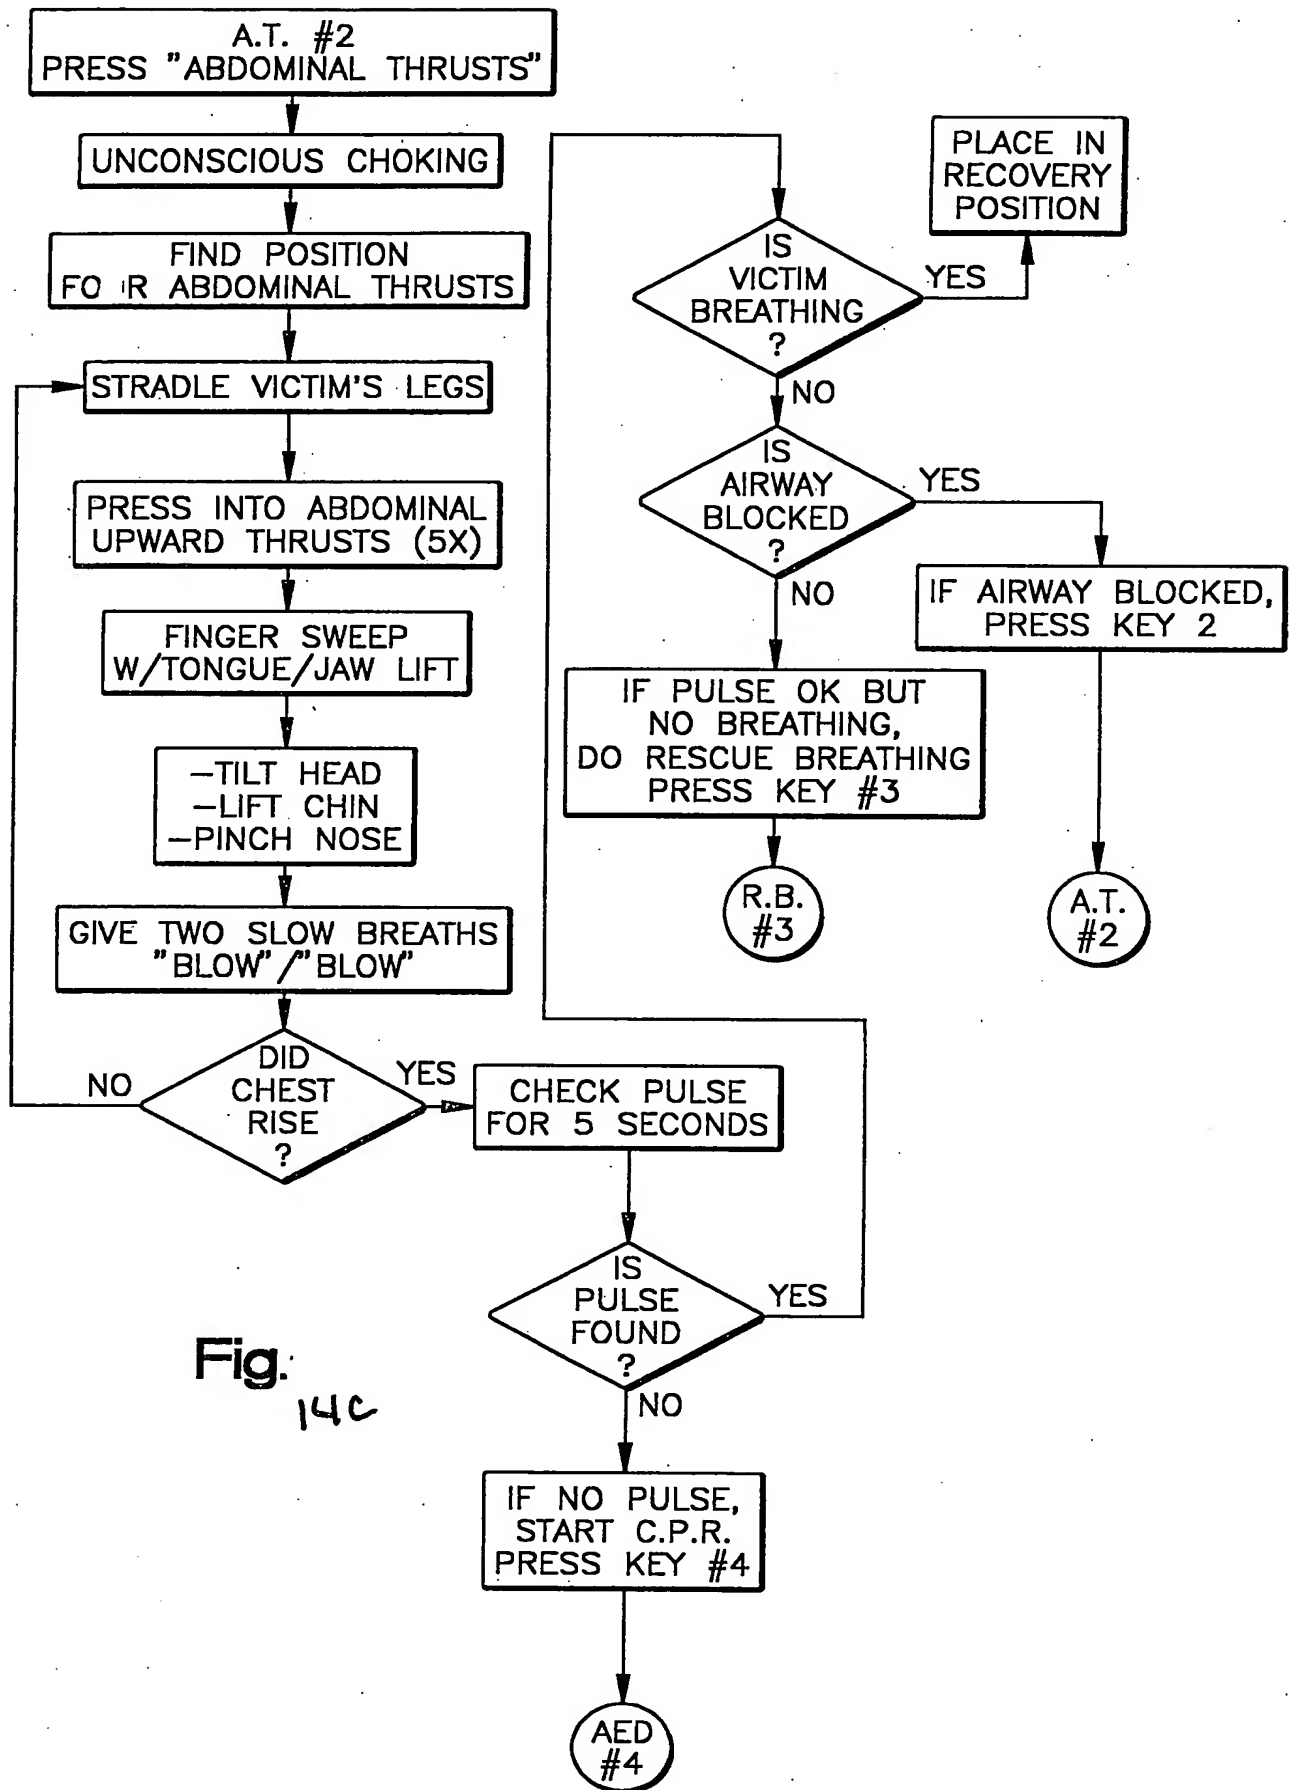 A.T. #2
PRESS "ABDOMINAL THRUSTS"
UNCONSCIOUS CHOKING
FIND POSITION
FO R ABDOMINAL THRUSTS
STRADLE VICTIM'S LEGS
PRESS INTO ABDOMINAL
UPWARD THRUSTS (5X)
FINGER SWEEP
W/TONGUE/JAW LIFT
-TILT HEAD
-LIFT CHIN
-PINCH NOSE
GIVE TWO SLOW BREATHS
"BLOW"/"BLOW"
DID
CHEST
RISE
?
NO
YES
CHECK PULSE
FOR 5 SECONDS
IS
PULSE
FOUND
?
YES
NO
IF NO PULSE,
START C.P.R.
PRESS KEY #4
AED
#4
IS
VICTIM
BREATHING
?
YES
PLACE IN
RECOVERY
POSITION
NO
IS
AIRWAY
BLOCKED
?
YES
IF AIRWAY BLOCKED,
PRESS KEY 2
A.T.
#2
NO
IF PULSE OK BUT
NO BREATHING,
DO RESCUE BREATHING
PRESS KEY #3
R.B.
#3
Fig.
14c